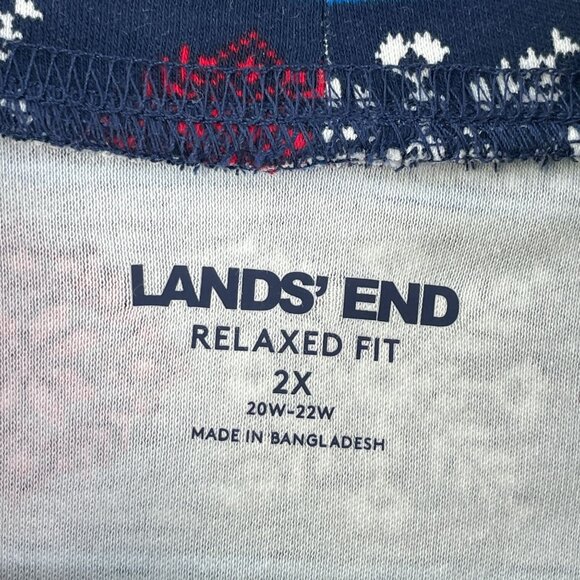 LANDS' END
RELAXED FIT
2X
20W-22W
MADE IN BANGLADESH